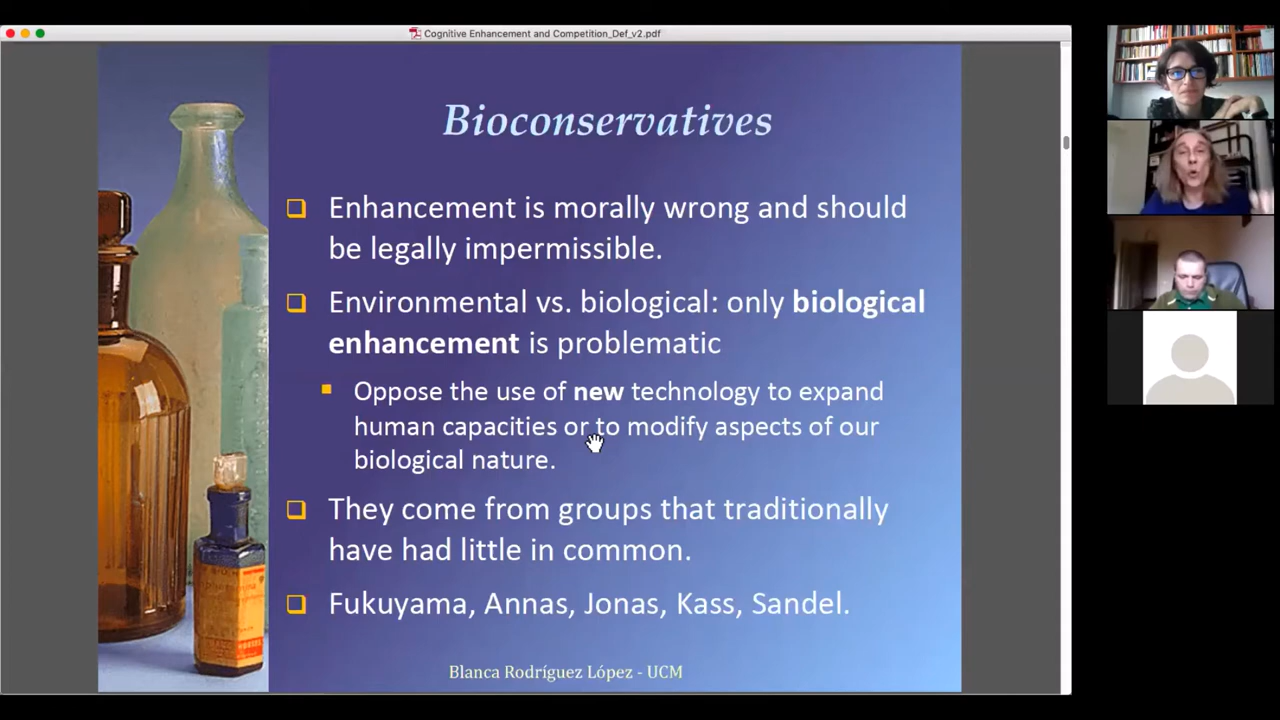 Cognitive Enhancement and Competition_Def_v2.pdf
Bioconservatives
Enhancement is morally wrong and should
be legally impermissible.
Environmental vs. biological: only biological
enhancement is problematic
Oppose the use of new technology to expand
human capacities or to modify aspects of our
biological nature.
They come from groups that traditionally
have had little in common.
Fukuyama, Annas, Jonas, Kass, Sandel.
Blanca Rodríguez López - UCM